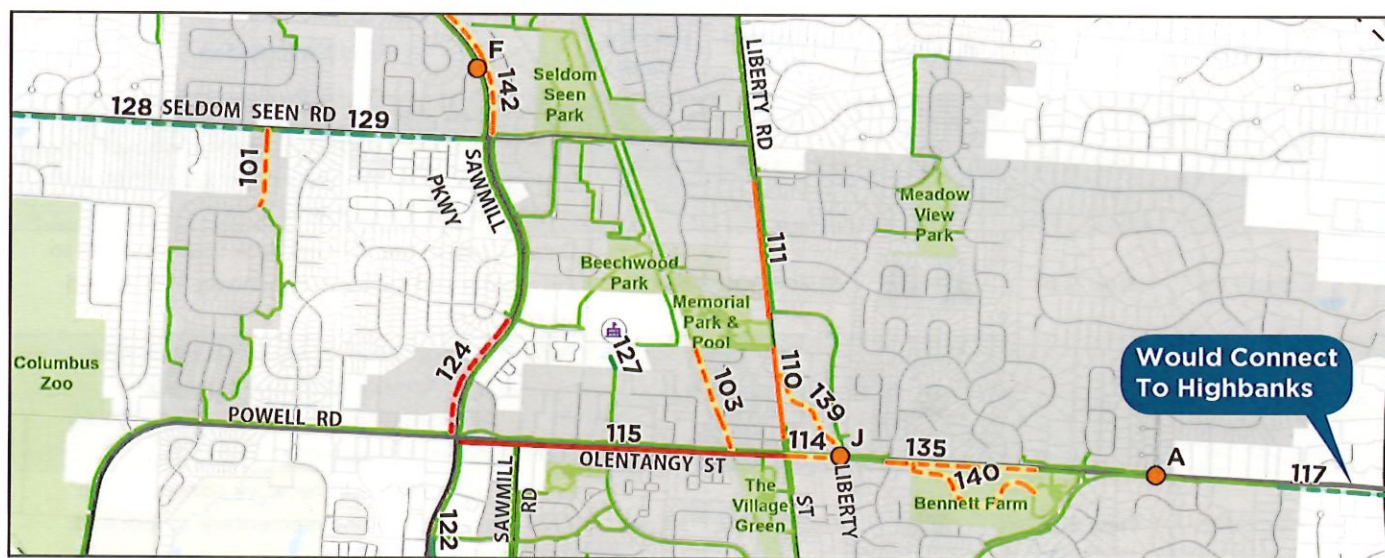 F
142
Seldom
Seen
Park
LIBERTY RD
128 SELDOM SEEN RD 129
101
SAWMILL
PKWY
Meadow
View
Park
111
Beechwood
Park
Memorial
Park &
Pool
127
124
Columbus
Zoo
103
110
139
Would Connect
To Highbanks
POWELL RD
115
114
J
135
A
OLENTANGY ST
LIBERTY
ST
140
117
SAWMILL
RD
The
Village
Green
Bennett Farm
122